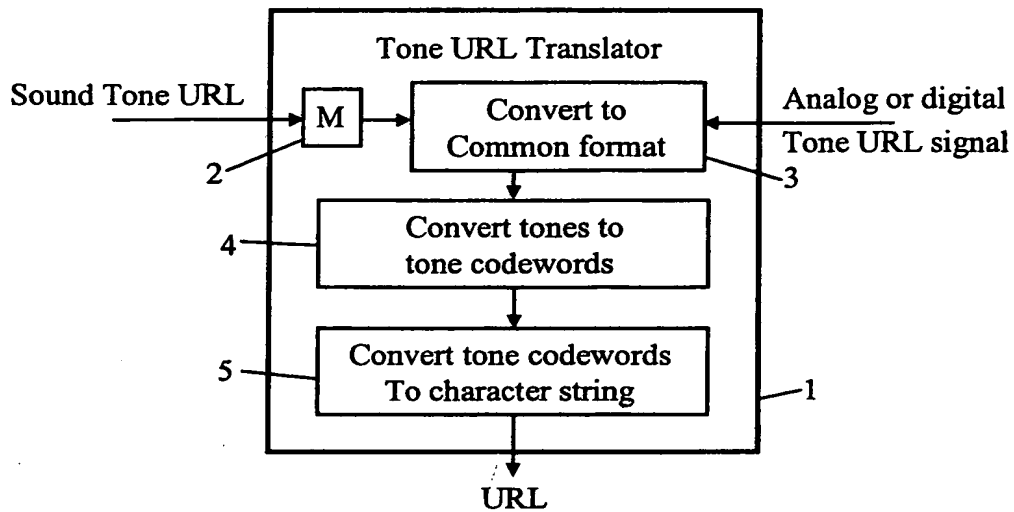 Tone URL Translator
Sound Tone URL
M
Convert to
Common format
Analog or digital
Tone URL signal
2
3
4
Convert tones to
tone codewords
5
Convert tone codewords
To character string
1
URL